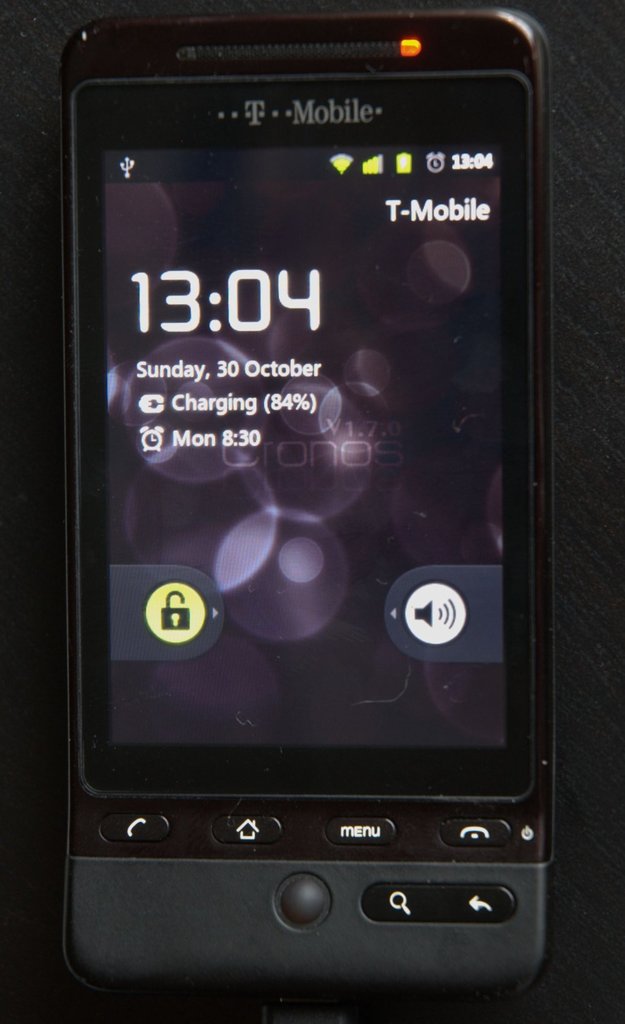 T-Mobile
13:04
T-Mobile
13:04
Sunday, 30 October
Charging (84%)
Mon 8:30
V1.7.0
cronos
MENU